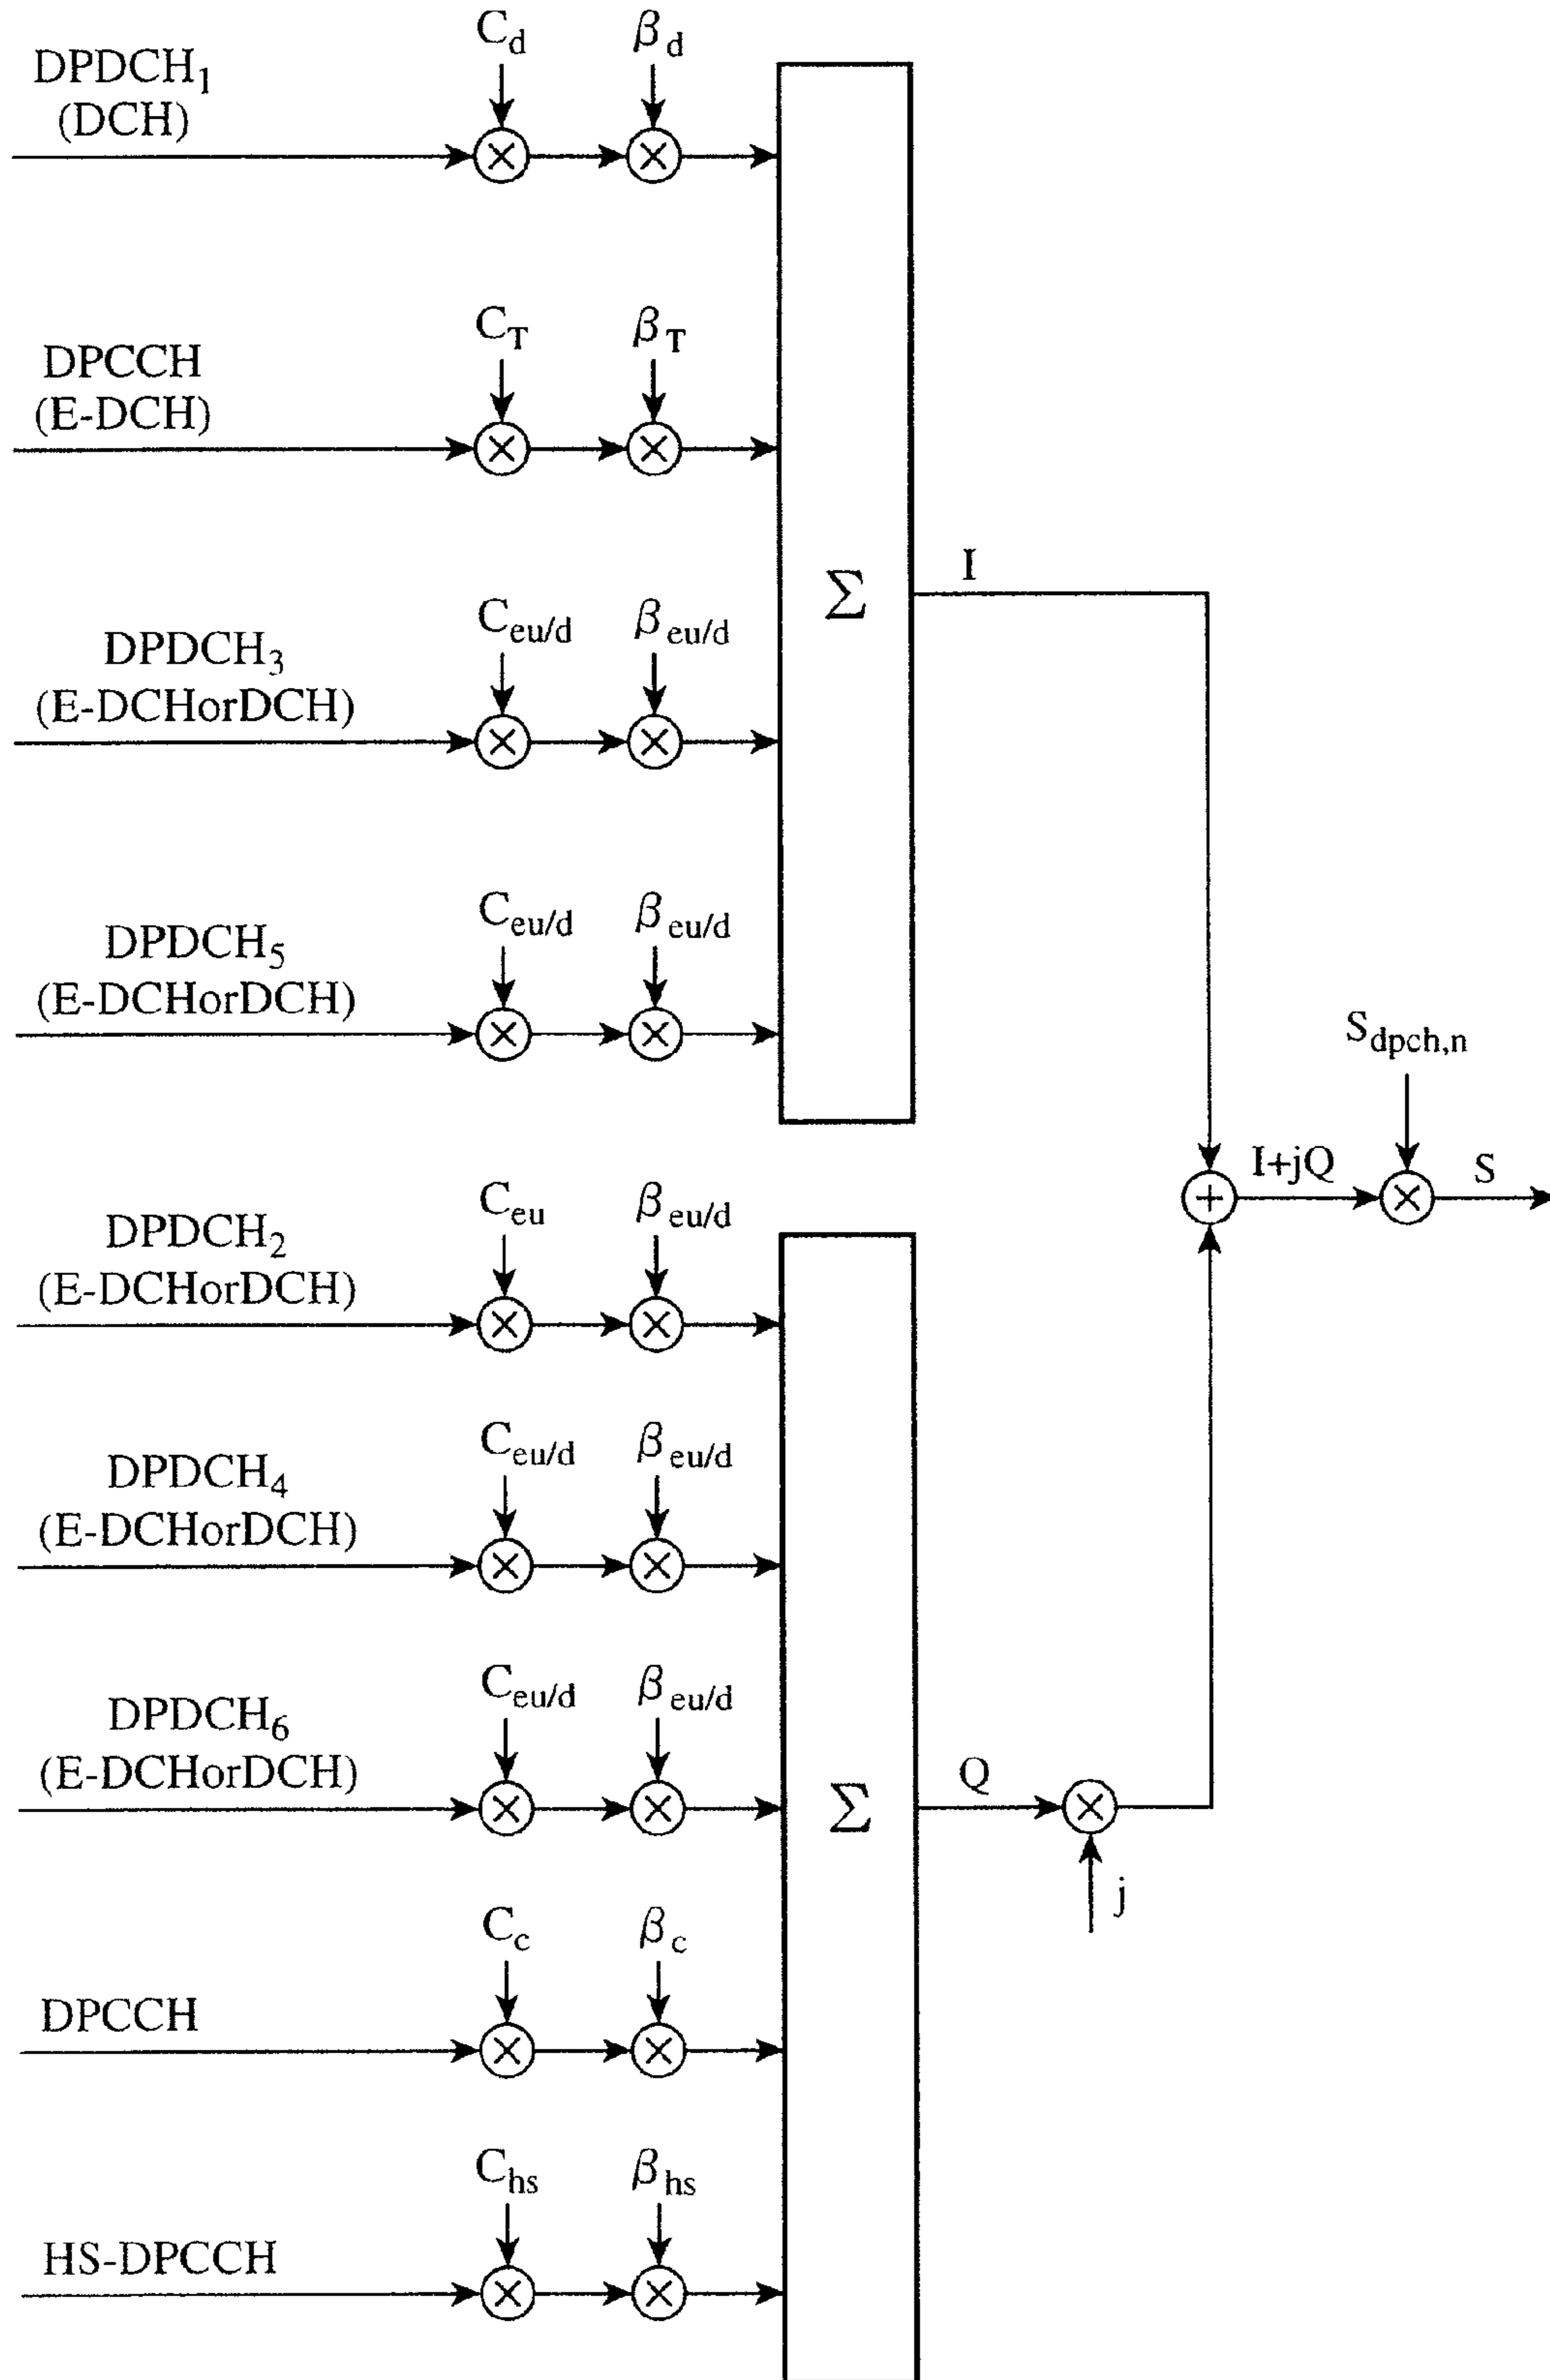 C_d β_d
DPDCH_1
(DCH)
C_T β_T
DPCCH
(E-DCH)
I
C_eu/d β_eu/d
DPDCH_3
(E-DCHorDCH)
Σ
C_eu/d β_eu/d
DPDCH_5
(E-DCHorDCH)
S_dpch,n
I+jQ S
C_eu β_eu/d
DPDCH_2
(E-DCHorDCH)
C_eu/d β_eu/d
DPDCH_4
(E-DCHorDCH)
C_eu/d β_eu/d
DPDCH_6
(E-DCHorDCH)
Σ
Q
j
C_c β_c
DPCCH
C_hs β_hs
HS-DPCCH